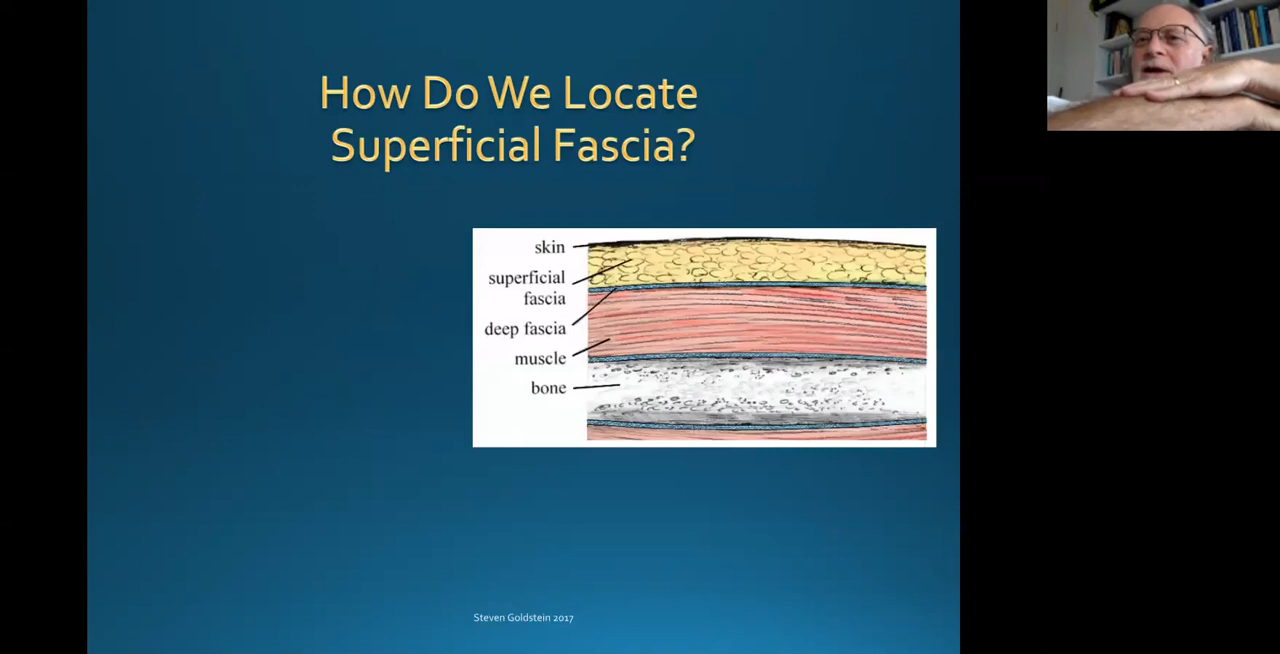 How Do We Locate
Superficial Fascia?
skin
superficial
fascia
deep fascia
muscle
bone
Steven Goldstein 2017